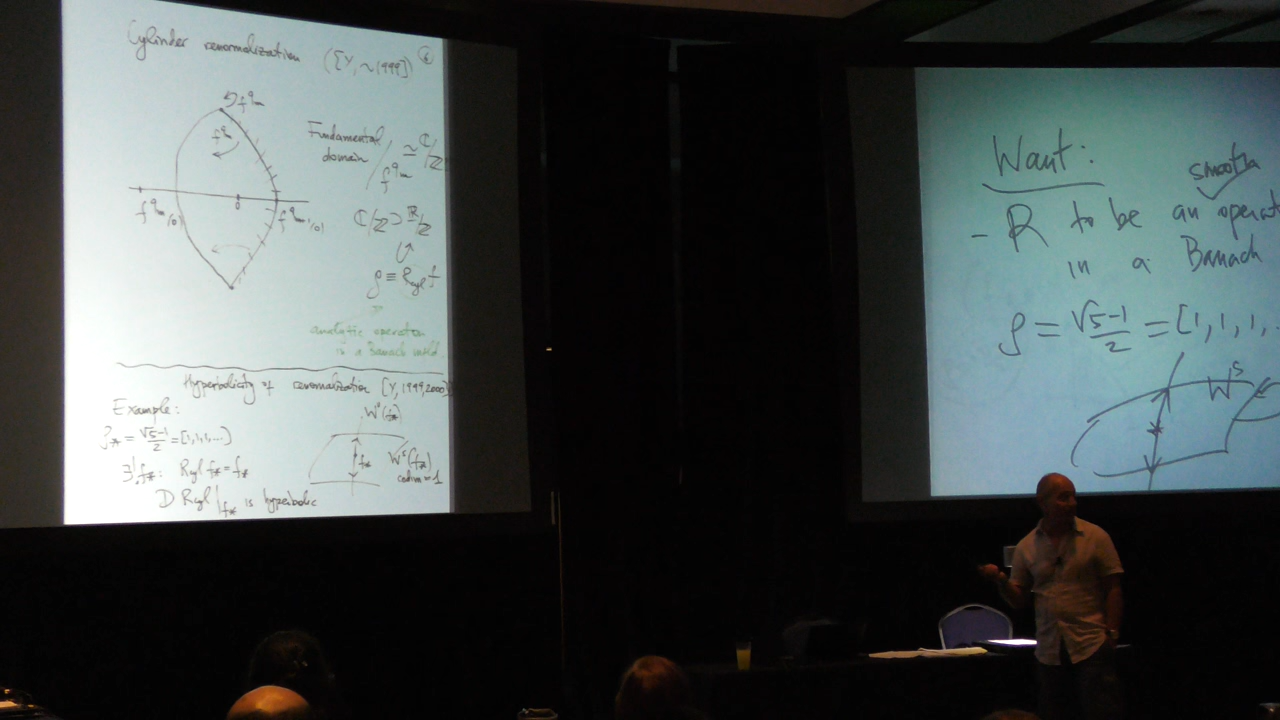 Cylinder renormalization ([Y, ~1999])
f^{q_m}
f^{q_m}
Fundamental
domain / f^{q_m} ≃ ℂ/ℤ
f^{q_m}(0) 0 f^{q_{m+1}}(0)
ℂ/ℤ ⊃ ℝ/ℤ
g ≡ R_{cyl} f
analytic operator
in a Banach mfld
Hyperbolicity of renormalization [Y, 1999, 2000]
Example:
ρ_* = √5-1/2 = [1,1,1,...]
∃! f_*: R_{cyl} f_* = f_*
D R_{cyl}|_{f_*} is hyperbolic
W^u(f_*)
f_*
W^s(f_*)
codim = 1
Want:
smooth
- R to be an operat
in a Banach
ρ = √5-1/2 = [1, 1, 1,
W^s